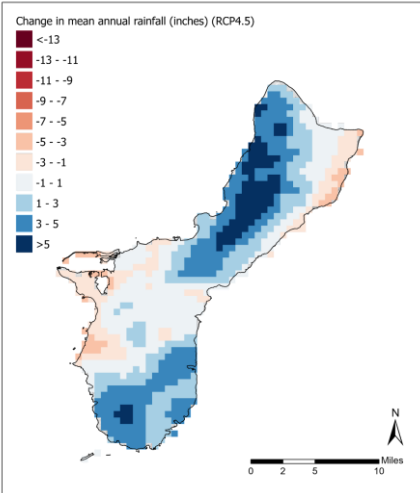 Change in mean annual rainfall (inches) (RCP4.5)
<-13
-13 - -11
-11 - -9
-9 - -7
-7 - -5
-5 - -3
-3 - -1
-1 - 1
1 - 3
3 - 5
>5
N
Miles
0 2 5 10